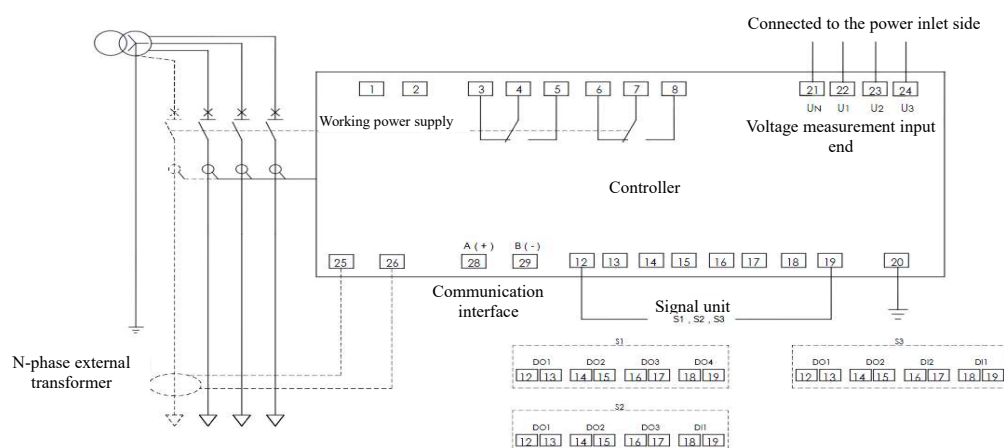 Connected to the power inlet side
1 2 3 4 5 6 7 8 21 22 23 24
UN U1 U2 U3
Working power supply
Voltage measurement input
end
Controller
A(+) B(-)
25 26 28 29 12 13 14 15 16 17 18 19 20
Communication
interface
Signal unit
S1 , S2 , S3
N-phase external
transformer
S1
DO1 DO2 DO3 DO4
12 13 14 15 16 17 18 19
S3
DO1 DO2 DI2 DI1
12 13 14 15 16 17 18 19
S2
DO1 DO2 DO3 DI1
12 13 14 15 16 17 18 19